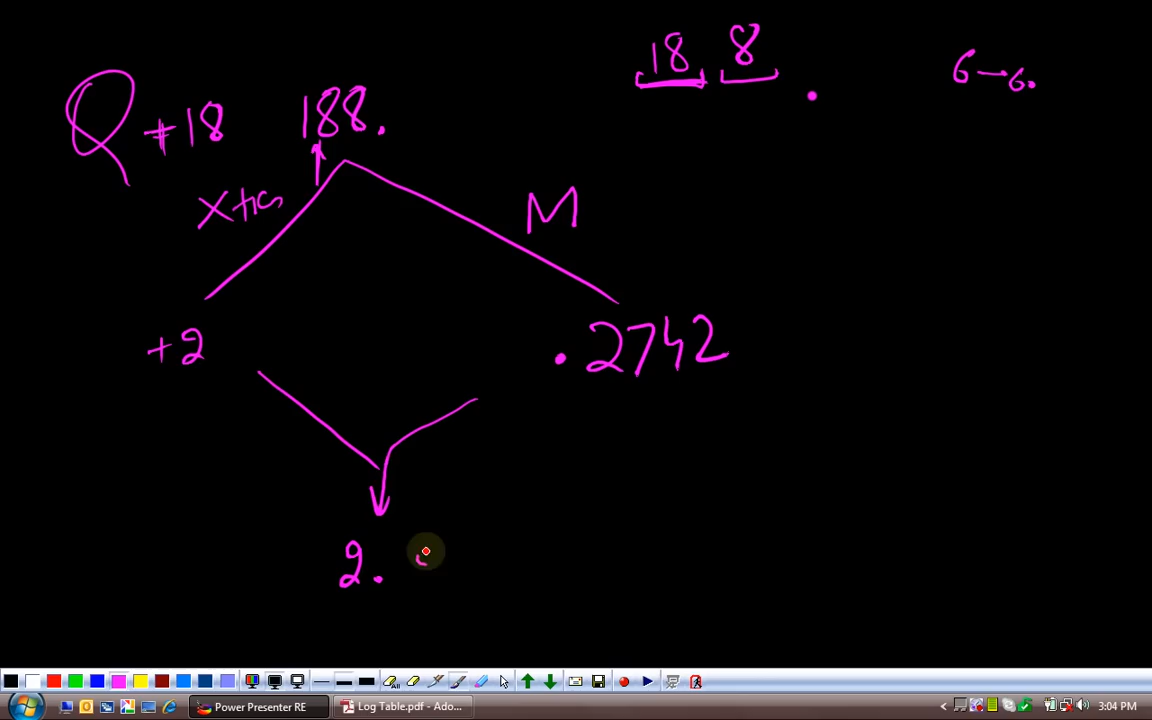 18 8
6→6.
Q #18 188.
Xtic
M
+2
.2742
2.
Power Presenter RE
Log Table.pdf - Ado...
3:04 PM